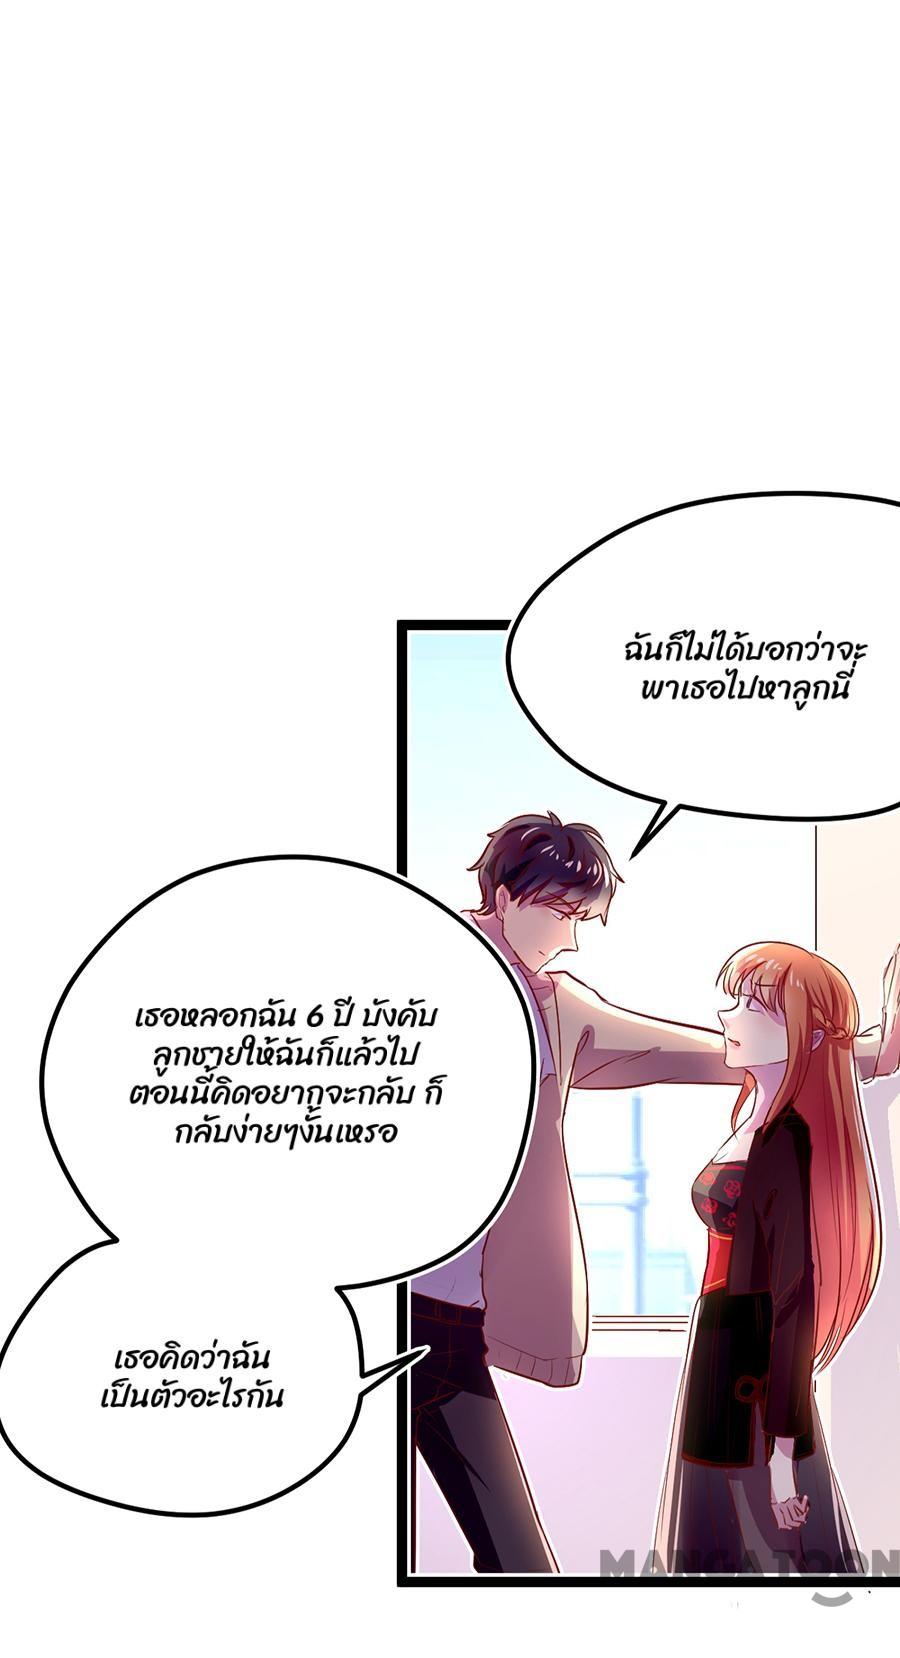 ฉันก็ไม่ได้บอกว่าจะ
พาเธอไปหาลูกนี่
เธอหลอกฉัน 6 ปี บังคับ
ลูกชายให้ฉันก็แล้วไป
ตอนนี้คิดอยากจะกลับ ก็
กลับง่ายๆงั้นเหรอ
เธอคิดว่าฉัน
เป็นตัวอะไรกัน
MANGATOON